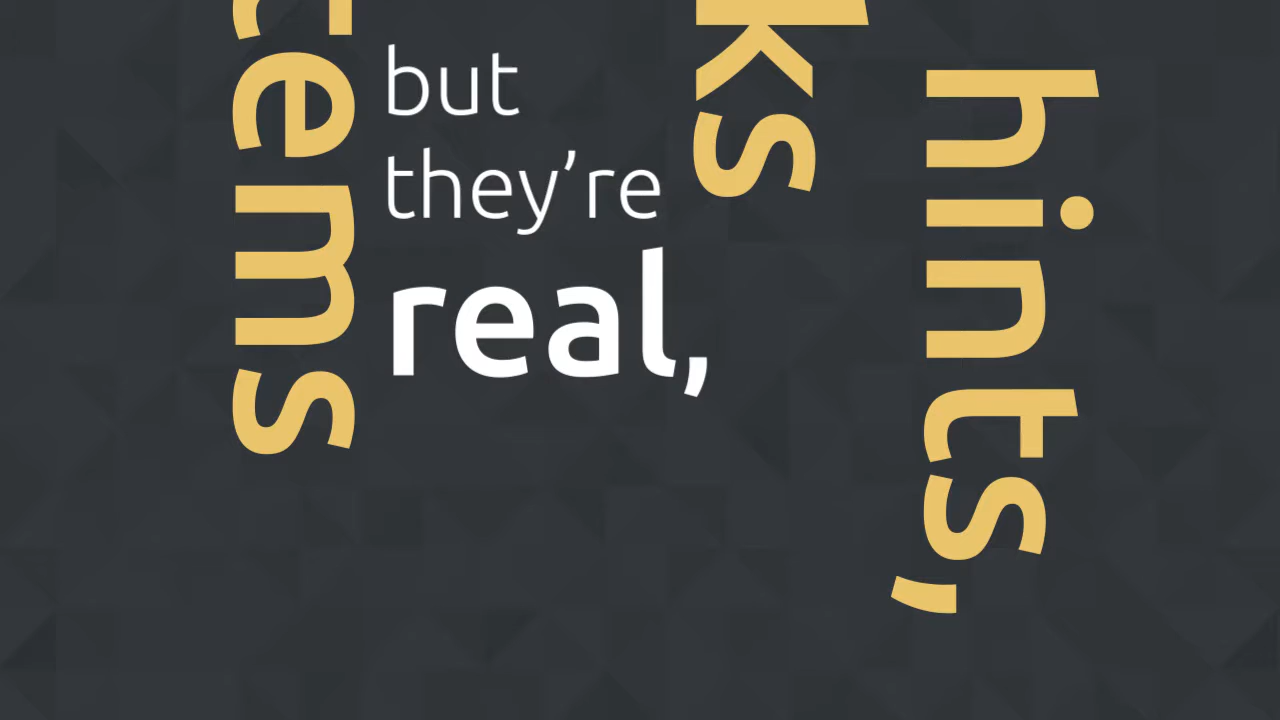 tems
but
they're
real,
ks
hints,